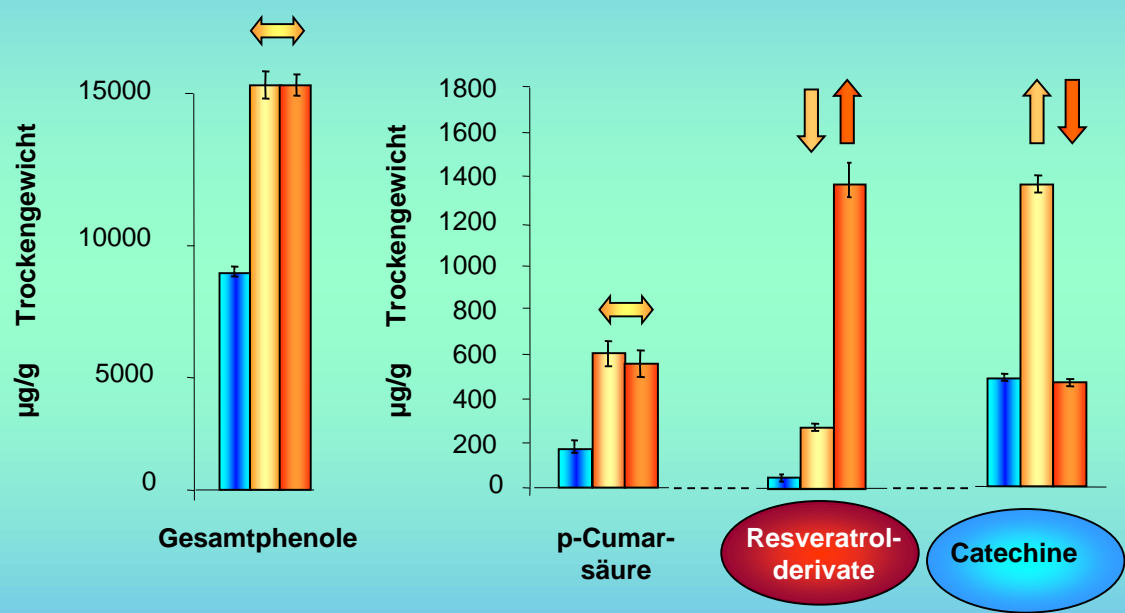 µg/g Trockengewicht
15000
10000
5000
0
Gesamtphenole
µg/g Trockengewicht
1800
1600
1400
1200
1000
800
600
400
200
0
p-Cumar-
säure
Resveratrol-
derivate
Catechine